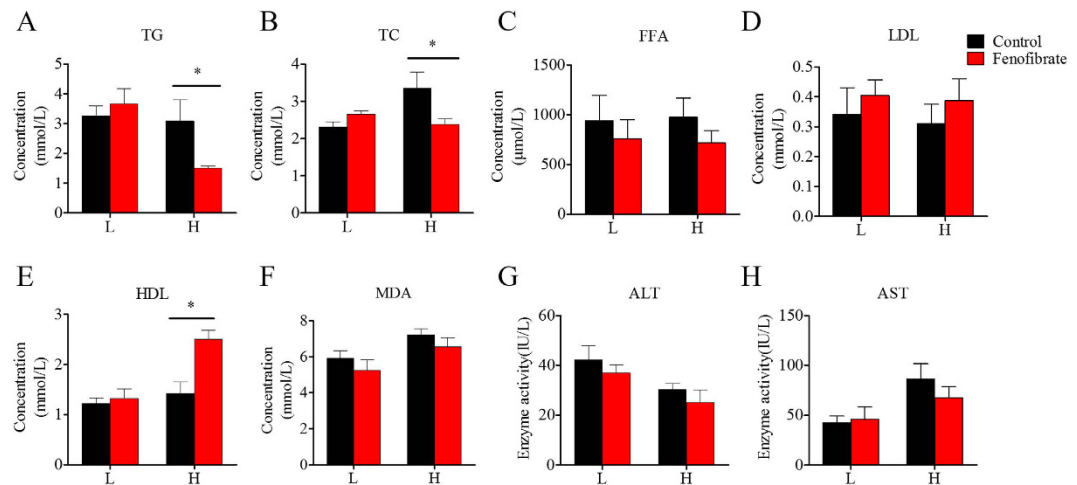 A
TG
Concentration
(mmol/L)
5
4
3
2
1
0
*
L
H
B
TC
Concentration
(mmol/L)
4
3
2
1
0
*
L
H
C
FFA
Concentration
(μmol/L)
1500
1000
500
0
L
H
D
LDL
Concentration
(mmol/L)
0.5
0.4
0.3
0.2
0.1
0.0
L
H
Control
Fenofibrate
E
HDL
Concentration
(mmol/L)
3
2
1
0
*
L
H
F
MDA
Concentration
(mmol/L)
8
6
4
2
0
L
H
G
ALT
Enzyme activity(IU/L)
60
40
20
0
L
H
H
AST
Enzyme activity(IU/L)
150
100
50
0
L
H